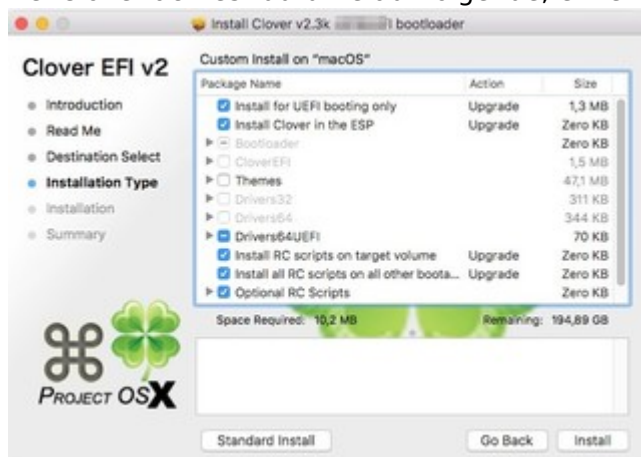 Install Clover v2.3k bootloader
Clover EFI v2
Custom Install on "macOS"
Package Name Action Size
Introduction
Read Me
Destination Select
Installation Type
Installation
Summary
Install for UEFI booting only Upgrade 1,3 MB
Install Clover in the ESP Upgrade Zero KB
Bootloader Zero KB
CloverEFI 1,5 MB
Themes 47,1 MB
Drivers32 311 KB
Drivers64 344 KB
Drivers64UEFI 70 KB
Install RC scripts on target volume Upgrade Zero KB
Install all RC scripts on all other boota... Upgrade Zero KB
Optional RC Scripts Zero KB
Space Required: 10,2 MB Remaining: 194,89 GB
PROJECT OSX
Standard Install Go Back Install